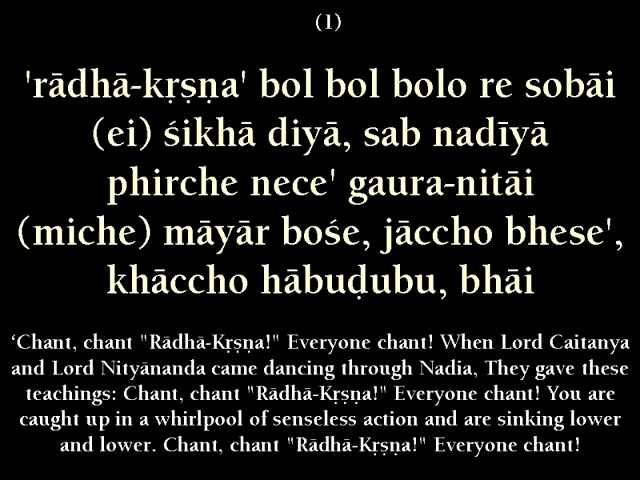 (1)
'rādhā-kṛṣṇa' bol bol bolo re sobāi
(ei) śikhā diyā, sab nadīyā
phirche nece' gaura-nitāi
(miche) māyār bośe, jāccho bhese',
khāccho hābuḍubu, bhāi
‘Chant, chant "Rādhā-Kṛṣṇa!" Everyone chant! When Lord Caitanya
and Lord Nityānanda came dancing through Nadia, They gave these
teachings: Chant, chant "Rādhā-Kṛṣṇa!" Everyone chant! You are
caught up in a whirlpool of senseless action and are sinking lower
and lower. Chant, chant "Rādhā-Kṛṣṇa!" Everyone chant!